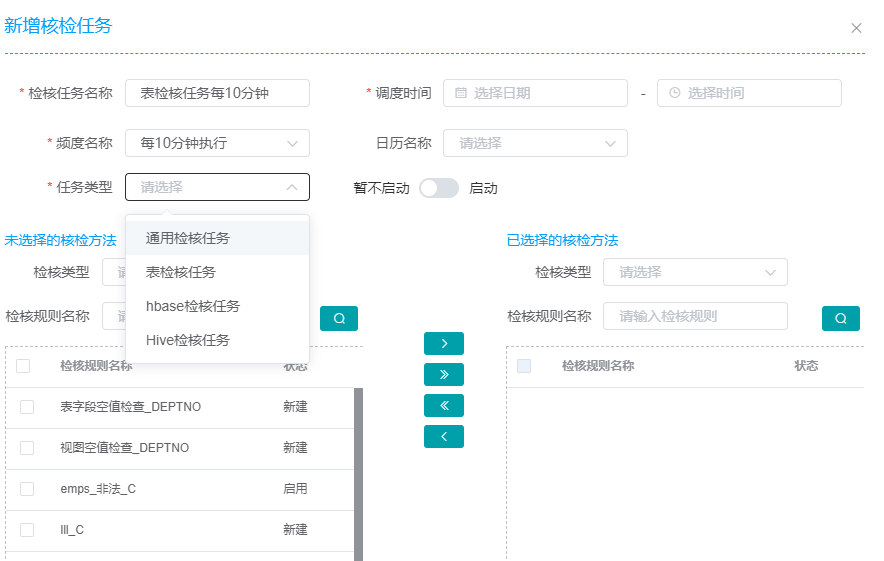 新增核检任务
* 检核任务名称 表检核任务每10分钟 * 调度时间 选择日期 - 选择时间
* 频度名称 每10分钟执行 日历名称 请选择
* 任务类型 请选择 暂不启动 启动
未选择的核检方法 通用检核任务 已选择的核检方法
检核类型 表检核任务 检核类型 请选择
hbase检核任务
检核规则名称 检核规则名称 请输入检核规则
Hive检核任务
检核规则名称 状态 检核规则名称 状态
表字段空值检查_DEPTNO 新建
视图空值检查_DEPTNO 新建
emps_非法_C 启用